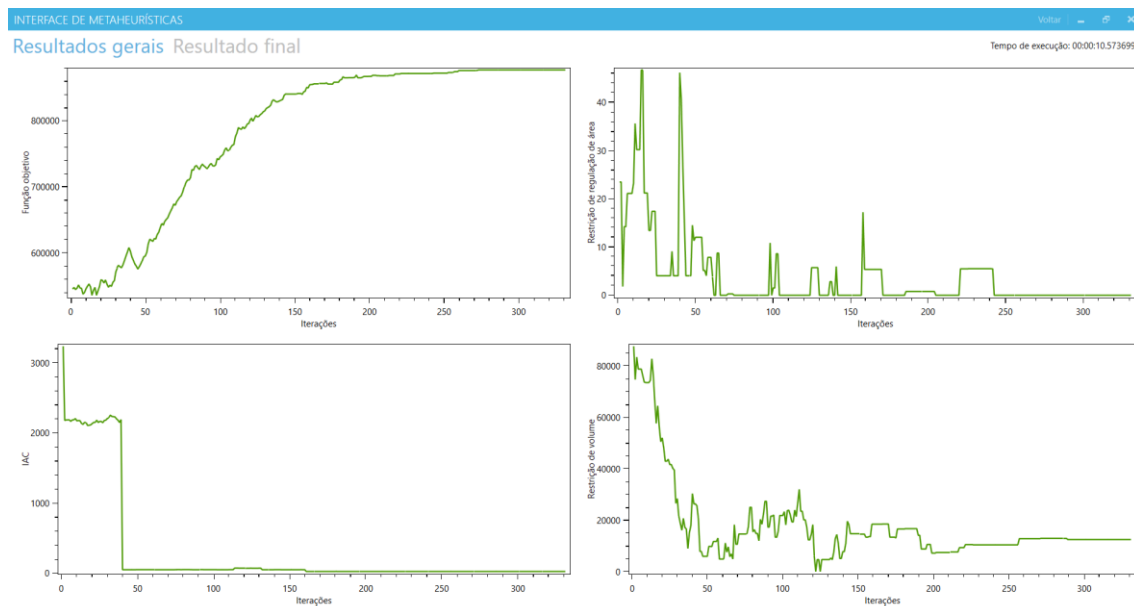 INTERFACE DE METAHEURÍSTICAS
Voltar
Resultados gerais Resultado final
Tempo de execução: 00:00:10.573699
Função objetivo
800000
700000
600000
0 50 100 150 200 250 300
Iterações
Restrição de regulação de área
40
30
20
10
0
0 50 100 150 200 250 300
Iterações
IAC
3000
2000
1000
0
0 50 100 150 200 250 300
Iterações
Restrição de volume
80000
60000
40000
20000
0
0 50 100 150 200 250 300
Iterações